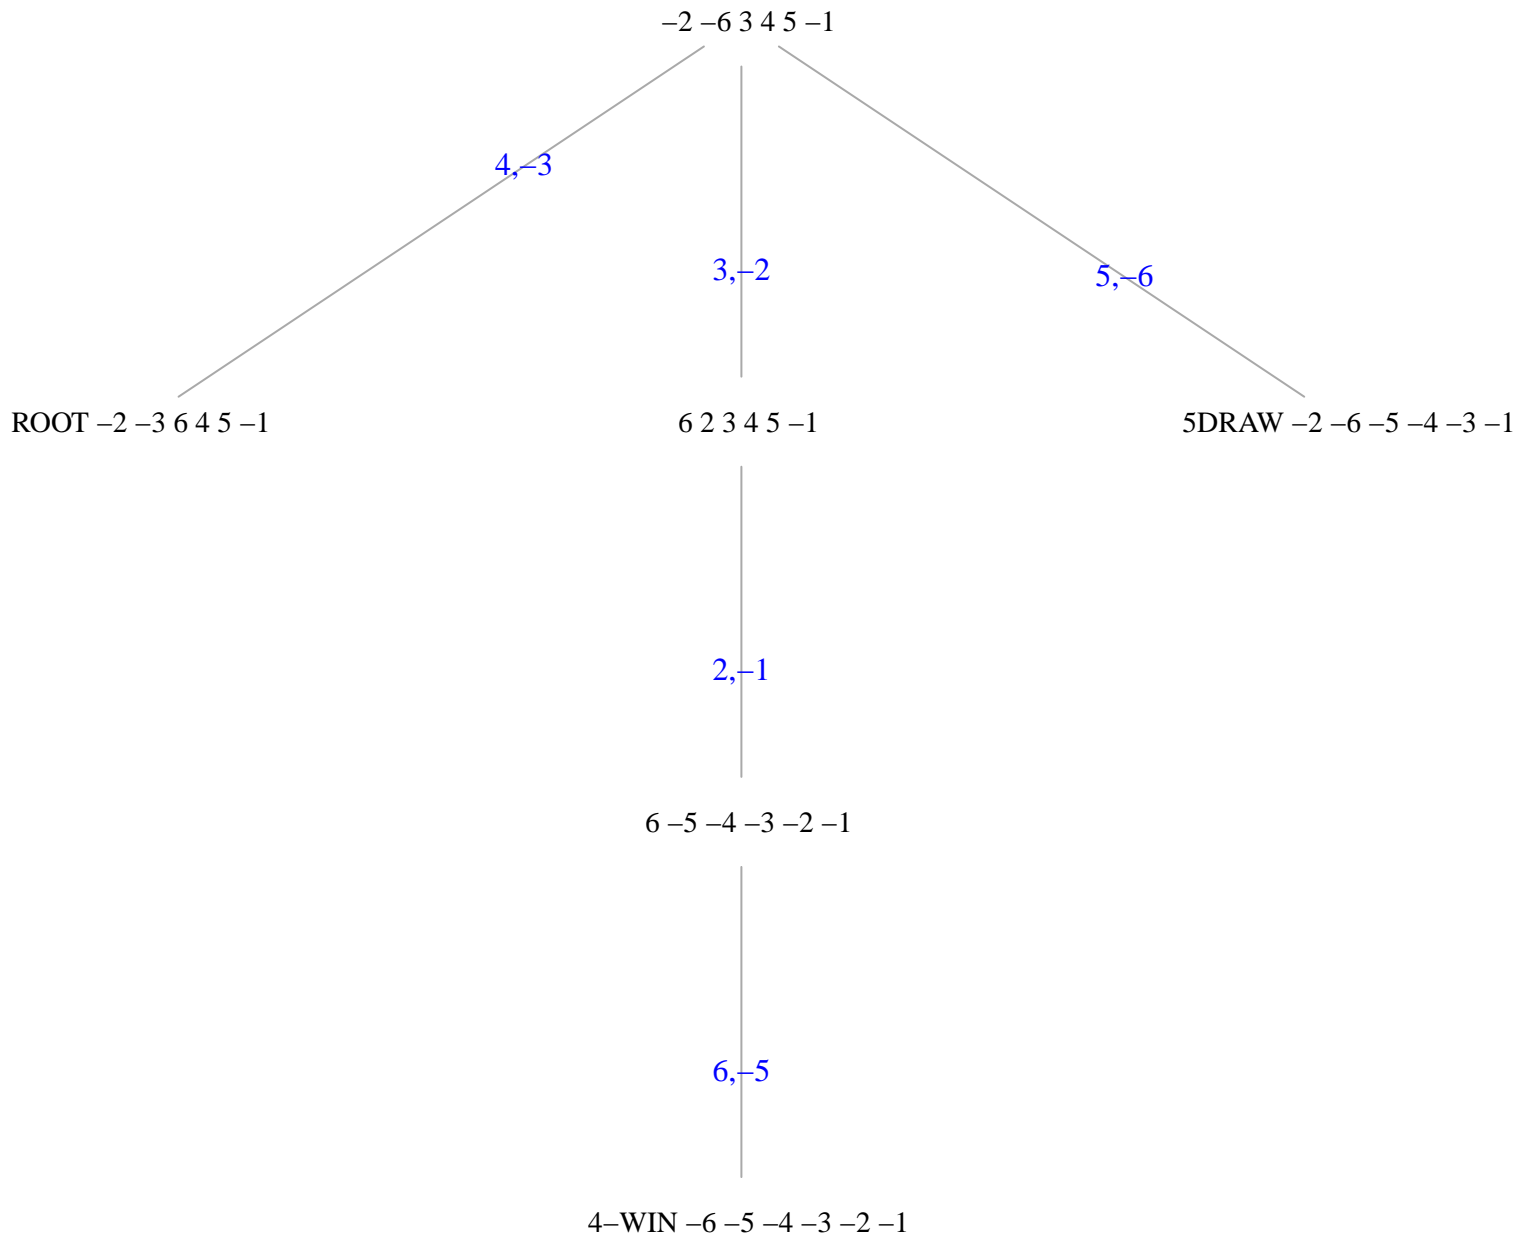 –2 –6 3 4 5 –1
4,–3
3,–2
5,–6
ROOT –2 –3 6 4 5 –1
6 2 3 4 5 –1
5DRAW –2 –6 –5 –4 –3 –1
2,–1
6 –5 –4 –3 –2 –1
6,–5
4–WIN –6 –5 –4 –3 –2 –1